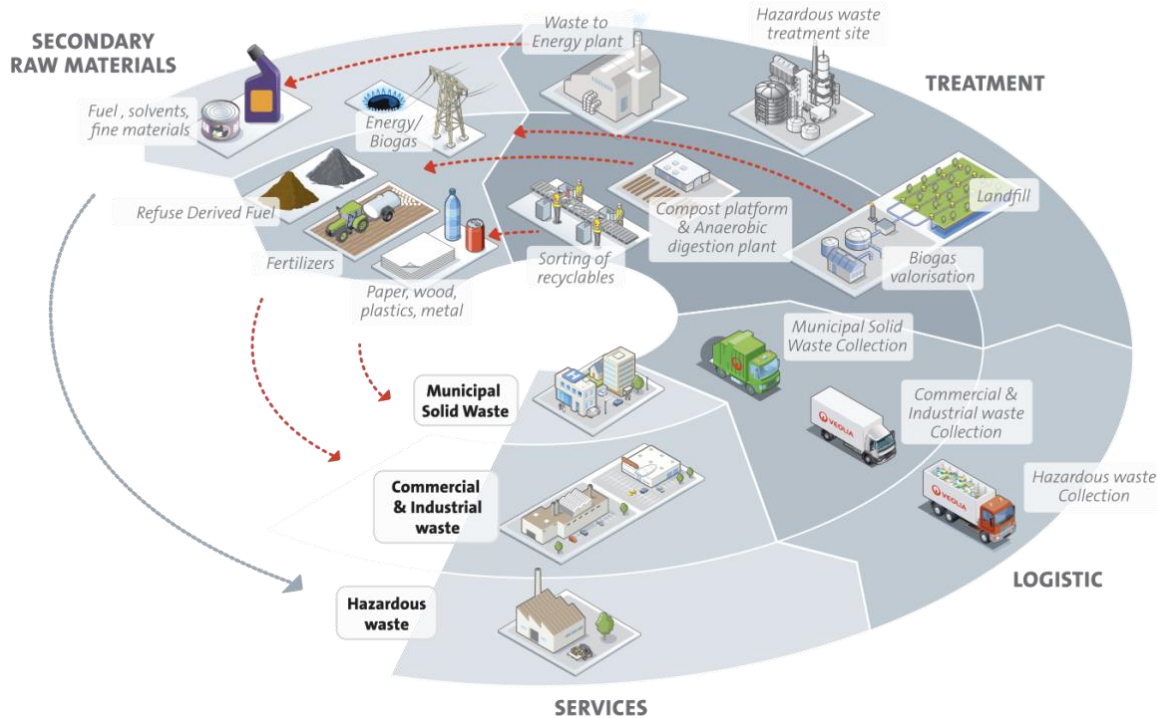 SECONDARY
RAW MATERIALS
Waste to
Energy plant
Hazardous waste
treatment site
TREATMENT
Fuel , solvents,
fine materials
Energy/
Biogas
Refuse Derived Fuel
Fertilizers
Paper, wood,
plastics, metal
Sorting of
recyclables
Compost platform
& Anaerobic
digestion plant
Landfill
Biogas
valorisation
Municipal Solid
Waste Collection
Commercial &
Industrial waste
Collection
VEOLIA
Hazardous waste
Collection
VEOLIA
LOGISTIC
Municipal
Solid Waste
H
Commercial
& Industrial
waste
Hazardous
waste
SERVICES